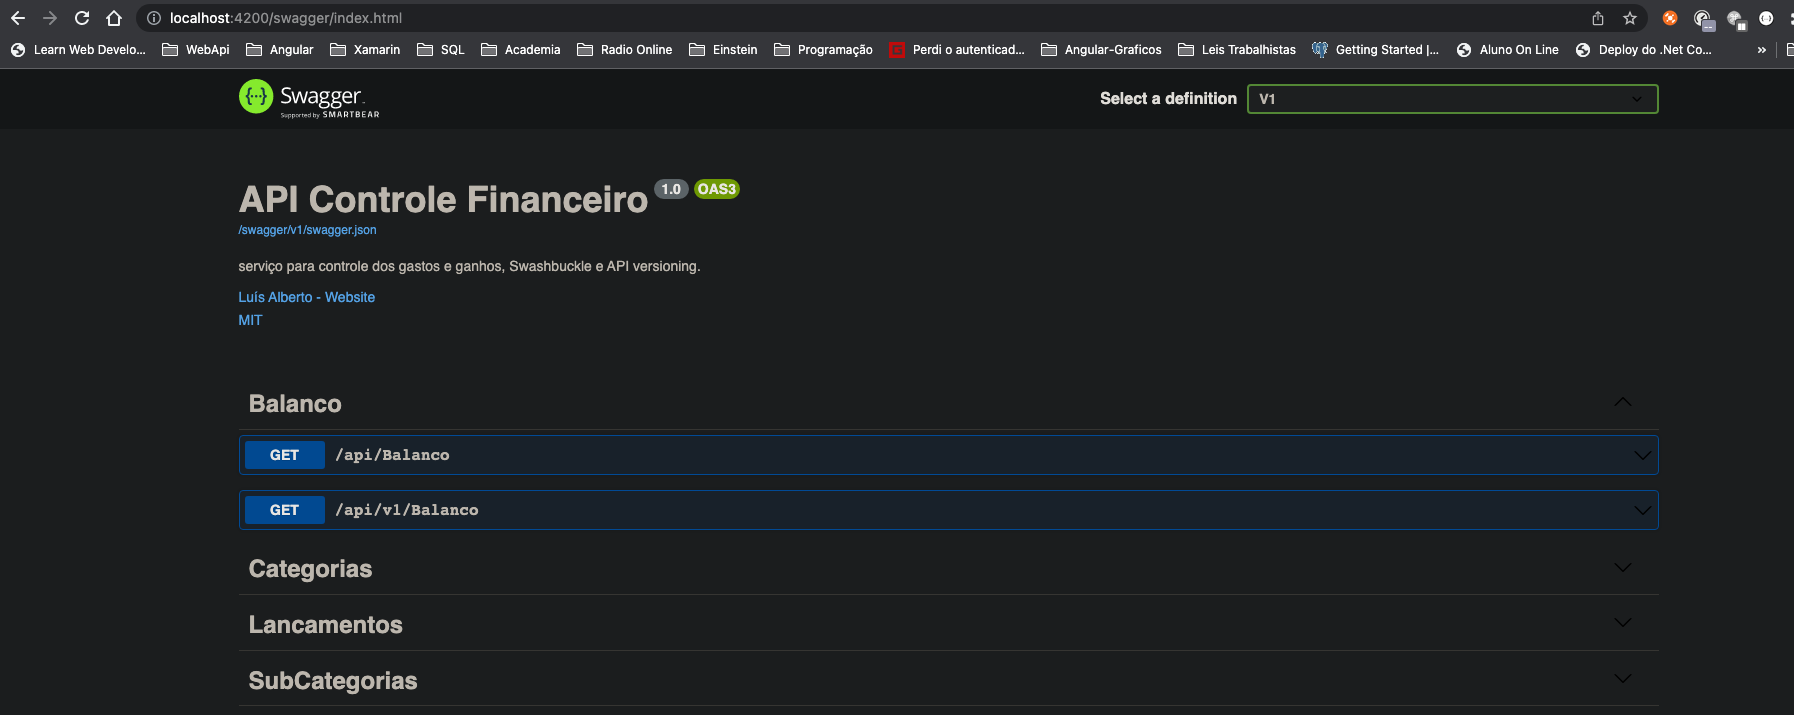 localhost:4200/swagger/index.html
Learn Web Develo... WebApi Angular Xamarin SQL Academia Radio Online Einstein Programação Perdi o autenticad... Angular-Graficos Leis Trabalhistas Getting Started |... Aluno On Line Deploy do .Net Co... »
{...} Swagger
Supported by SMARTBEAR
Select a definition V1
API Controle Financeiro 1.0 OAS3
/swagger/v1/swagger.json
serviço para controle dos gastos e ganhos, Swashbuckle e API versioning.
Luís Alberto - Website
MIT
Balanco
GET /api/Balanco
GET /api/v1/Balanco
Categorias
Lancamentos
SubCategorias